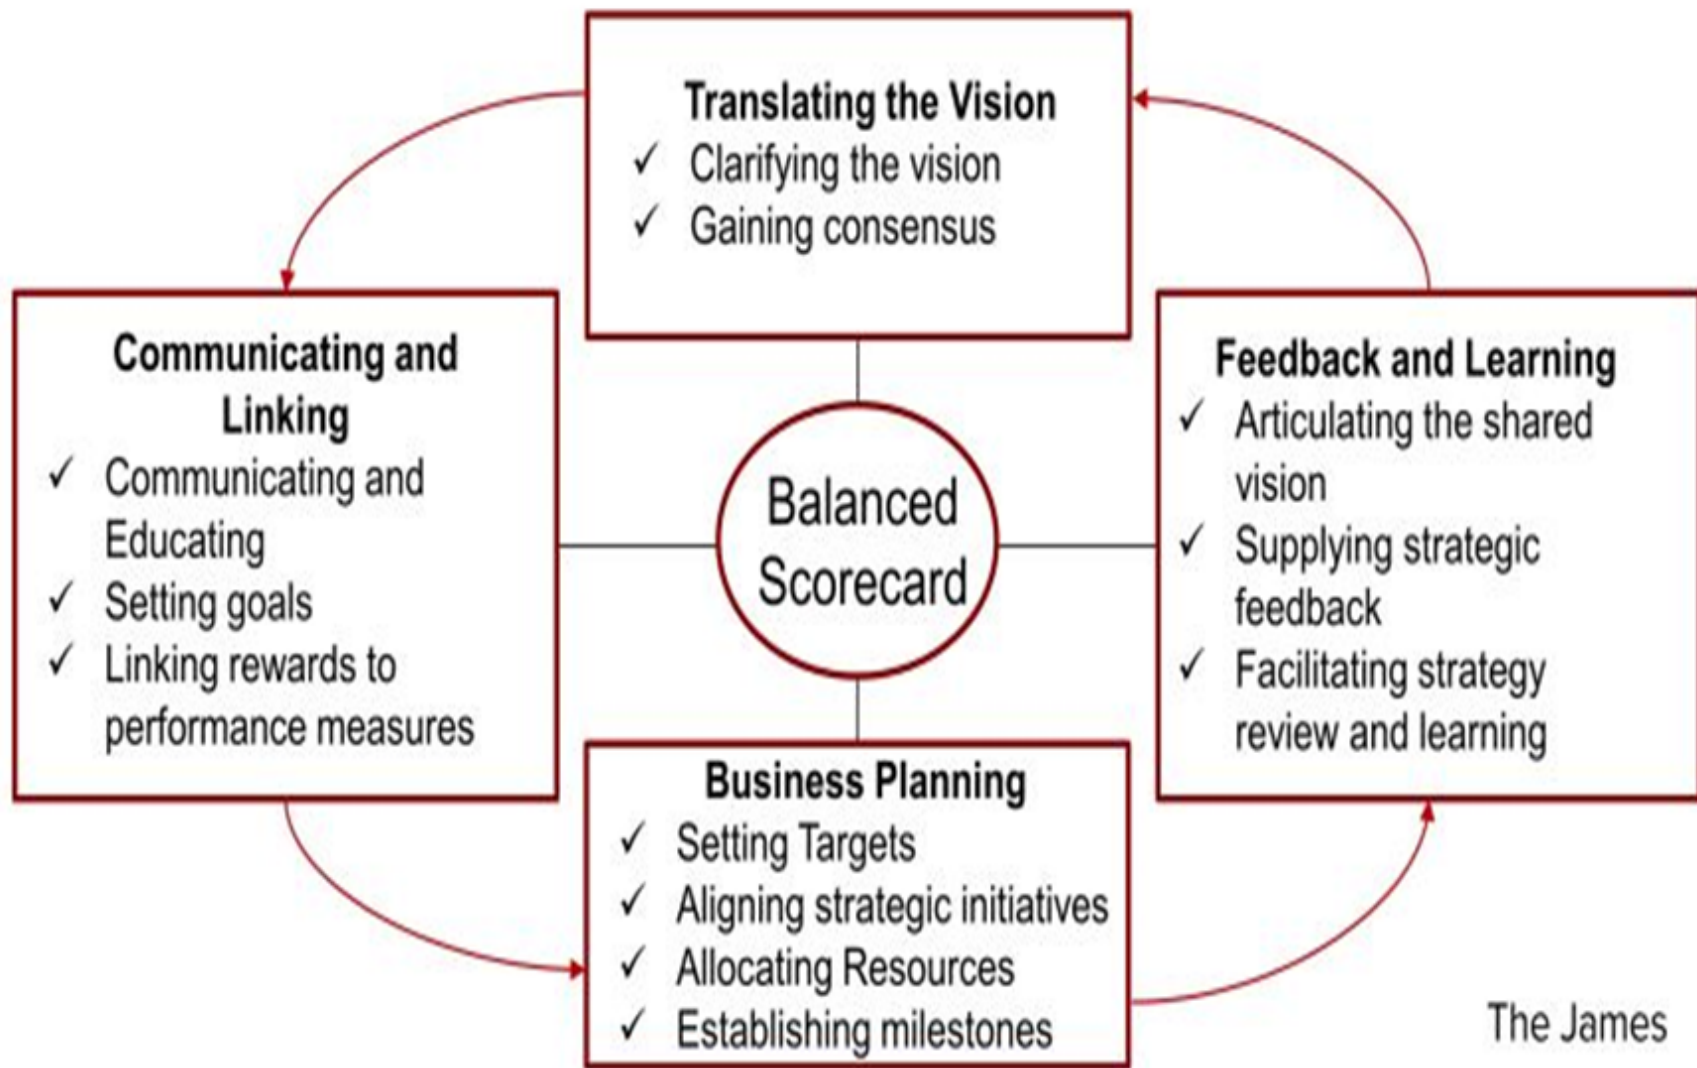 Translating the Vision
✓ Clarifying the vision
✓ Gaining consensus
Communicating and
Linking
✓ Communicating and
Educating
✓ Setting goals
✓ Linking rewards to
performance measures
Balanced
Scorecard
Feedback and Learning
✓ Articulating the shared
vision
✓ Supplying strategic
feedback
✓ Facilitating strategy
review and learning
Business Planning
✓ Setting Targets
✓ Aligning strategic initiatives
✓ Allocating Resources
✓ Establishing milestones
The James